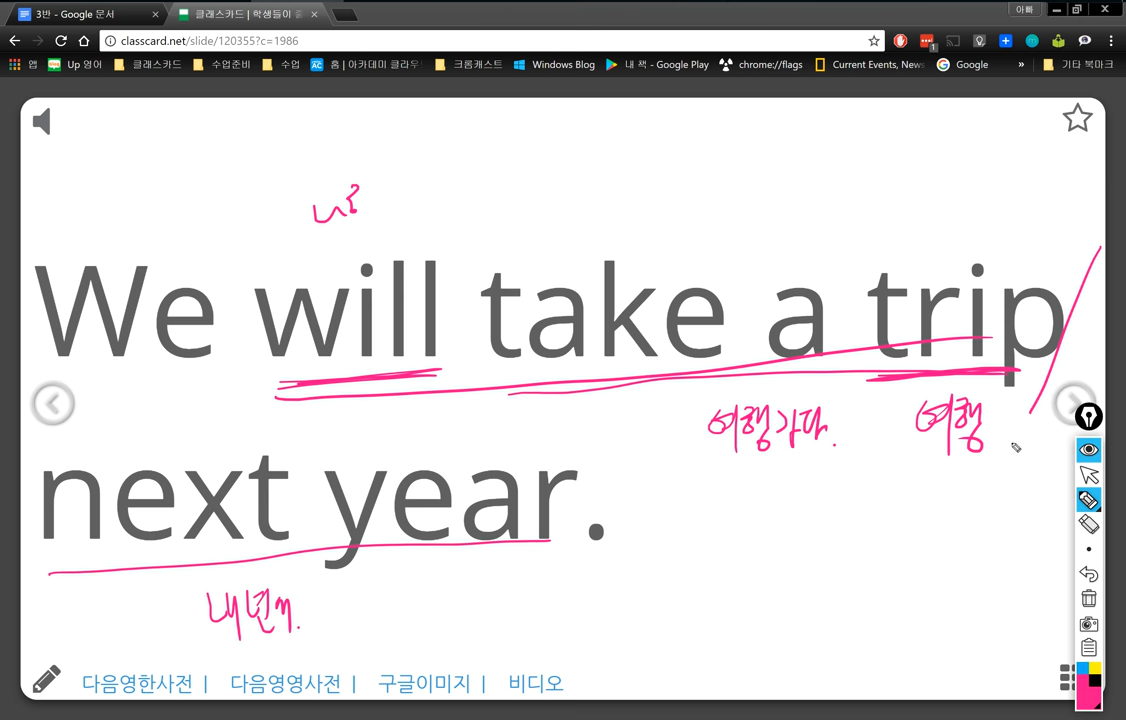 3반 - Google 문서
클래스카드 | 학생들이 좋
아빠
classcard.net/slide/120355?c=1986
1
앱 Up 영어 클래스카드 수업준비 수업 홈 | 아카데미 클라우 크롬캐스트 Windows Blog 내 책 - Google Play chrome://flags Current Events, News Google » 기타 북마크
We will take a trip
여행가다. 여행
next year.
내년에.
다음영한사전 | 다음영영사전 | 구글이미지 | 비디오